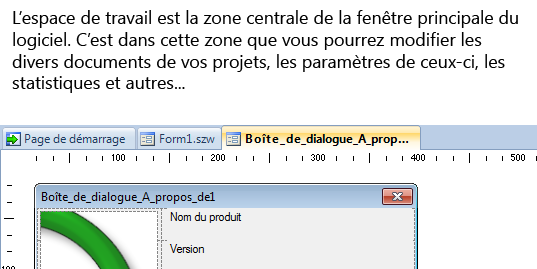 L'espace de travail est la zone centrale de la fenêtre principale du
logiciel. C'est dans cette zone que vous pourrez modifier les
divers documents de vos projets, les paramètres de ceux-ci, les
statistiques et autres...
Page de démarrage Form1.szw Boîte_de_dialogue_A_prop...
100 200 300 400 500
Boîte_de_dialogue_A_propos_de1
Nom du produit
Version
100